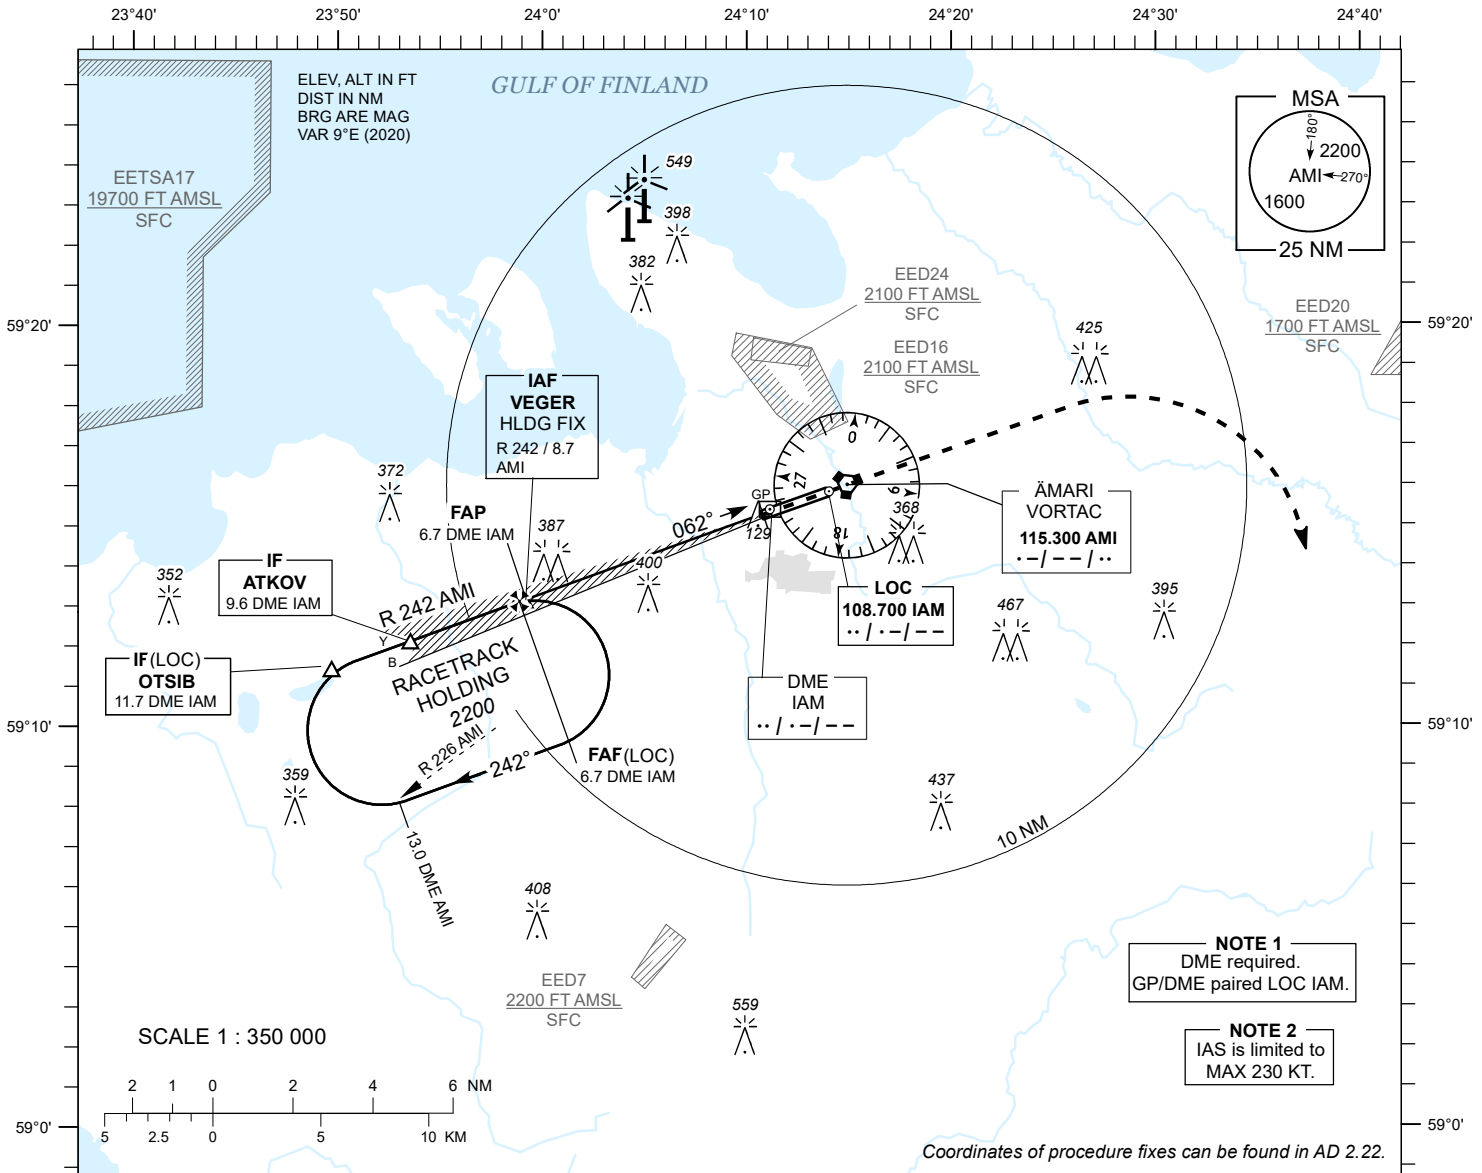 23°40'
23°50'
24°0'
24°10'
24°20'
24°30'
24°40'
ELEV, ALT IN FT
DIST IN NM
BRG ARE MAG
VAR 9°E (2020)
GULF OF FINLAND
MSA
180°
2200
AMI
270°
1600
25 NM
EETSA17
19700 FT AMSL
SFC
549
398
382
EED24
2100 FT AMSL
SFC
EED16
2100 FT AMSL
SFC
EED20
1700 FT AMSL
SFC
59°20'
59°20'
425
IAF
VEGER
HLDG FIX
R 242 / 8.7
AMI
372
FAP
6.7 DME IAM
387
062°
GP
129
0
27
9
18
368
ÄMARI
VORTAC
115.300 AMI
·–/––/··
IF
ATKOV
9.6 DME IAM
352
400
R 242 AMI
Y
B
LOC
108.700 IAM
··/·–/––
467
395
IF(LOC)
OTSIB
11.7 DME IAM
RACETRACK
HOLDING
2200
R 226 AMI
242°
DME
IAM
··/·–/––
FAF(LOC)
6.7 DME IAM
59°10'
59°10'
359
437
10 NM
13.0 DME AMI
408
EED7
2200 FT AMSL
SFC
559
NOTE 1
DME required.
GP/DME paired LOC IAM.
NOTE 2
IAS is limited to
MAX 230 KT.
SCALE 1 : 350 000
2 1 0 2 4 6 NM
5 2.5 0 5 10 KM
59°0'
59°0'
Coordinates of procedure fixes can be found in AD 2.22.